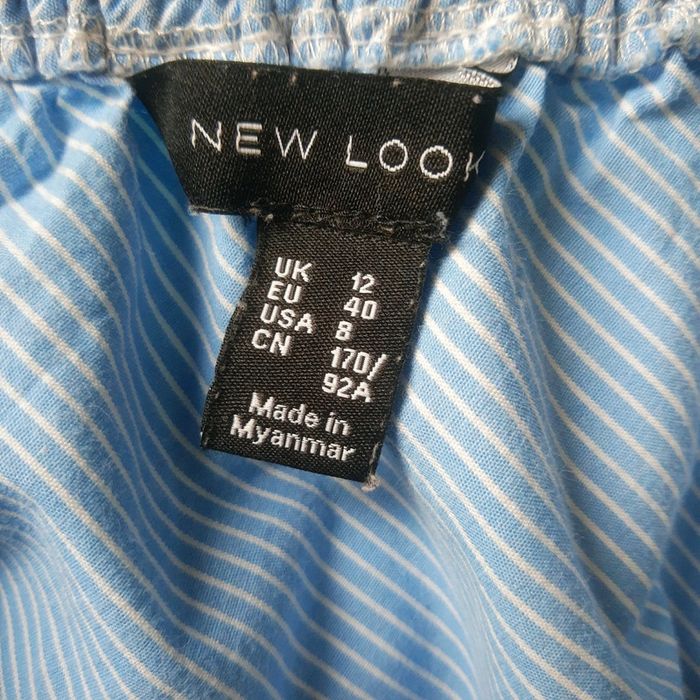 NEW LOOK
UK 12
EU 40
USA 8
CN 170/
92A
Made in
Myanmar